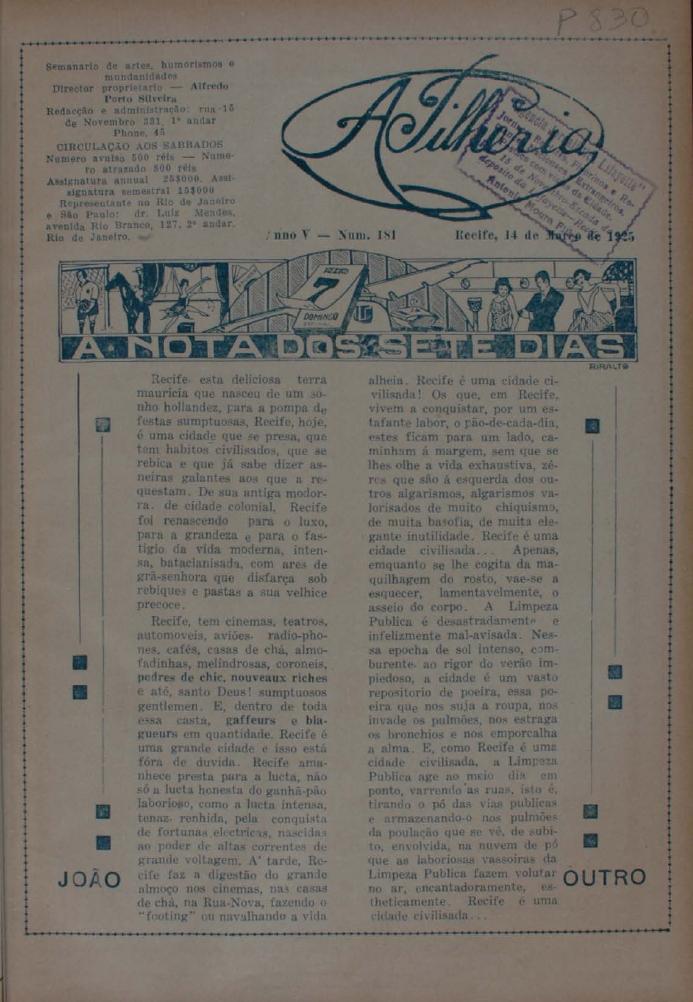 P 830
Semanario de artes, humorismos e
mundanidades
Director proprietario — Alfredo
Porto Silveira
Redacção e administração: rua 15
de Novembro 331, 1º andar
Phone, 45
CIRCULAÇÃO AOS SABBADOS
Numero avulso 500 réis — Nume-
ro atrazado 800 réis
Assignatura annual 25$000. Assi-
gnatura semestral 15$000
Representante no Rio de Janeiro
e São Paulo: dr. Luiz Mendes,
avenida Rio Branco, 127, 2º andar.
Rio de Janeiro.
A Pilheria
Lafayette"
Jornaes
Figurinos e Re-
Extrangeiros,
com
da Cidade.
15 de Novembro
deposito da
Antonio Moura
nno V — Num. 181
Recife, 14 de Março de 1925
7
DOMINGO
A NOTA DOS SETE DIAS
Recife esta deliciosa terra
mauricia que nasceu de um so-
nho hollandez, para a pompa de
festas sumptuosas, Recife, hoje,
é uma cidade que se presa, que
tem habitos civilisados, que se
rebica e que já sabe dizer as-
neiras galantes aos que a re-
questam. De sua antiga modor-
ra, de cidade colonial, Recife
foi renascendo para o luxo,
para a grandeza e para o fas-
tigio da vida moderna, inten-
sa, bataclanisada, com ares de
grã-senhora que disfarça sob
rebiques e pastas a sua velhice
precoce.
Recife, tem cinemas, teatros,
automoveis, aviões, radio-pho-
nes, cafés, casas de chá, almo-
fadinhas, melindrosas, coroneis,
pedres de chic, nouveaux riches
e até, santo Deus! sumptuosos
gentlemen. E, dentro de toda
essa casta, gaffeurs e bla-
gueurs em quantidade. Recife é
uma grande cidade e isso está
fóra de duvida. Recife ama-
nhece presta para a lucta, não
só a lucta honesta do ganhã-pão
laborioso, como a lucta intensa,
tenaz, renhida, pela conquista
de fortunas electricas, nascidas
ao poder de altas correntes de
grande voltagem. A' tarde, Re-
cife faz a digestão do grande
almoço nos cinemas, nas casas
de chá, na Rua-Nova, fazendo o
"footing" ou navalhando a vida
alheia. Recife é uma cidade ci-
vilisada! Os que, em Recife,
vivem a conquistar, por um es-
tafante labor, o pão-de-cada-dia,
estes ficam para um lado, ca-
minham á margem, sem que se
lhes olhe a vida exhaustiva, zé-
ros que são á esquerda dos ou-
tros algarismos, algarismos va-
lorisados de muito chiquismo,
de muita basofia, de muita ele-
gante inutilidade. Recife é uma
cidade civilisada... Apenas,
emquanto se lhe cogita da ma-
quilhagem do rosto, vae-se a
esquecer, lamentavelmente, o
asseio do corpo. A Limpeza
Publica é desastradamente e
infelizmente mal-avisada. Nes-
sa epocha de sol intenso, com-
burente, ao rigor do verão im-
piedoso, a cidade é um vasto
repositorio de poeira, essa po-
eira que nos suja a roupa, nos
invade os pulmões, nos estraga
os bronchios e nos emporcalha
a alma. E, como Recife é uma
cidade civilisada, a Limpeza
Publica age ao meio dia em
ponto, varrendo as ruas, isto é,
tirando o pó das vias publicas
e armazenando-o nos pulmões
da poulação que se vê, de subi-
to, envolvida, na nuvem de pó
que as laboriosas vassoiras da
Limpeza Publica fazem volutar
no ar, encantadoramente, es-
theticamente. Recife é uma
cidade civilisada...
JOÃO
OUTRO